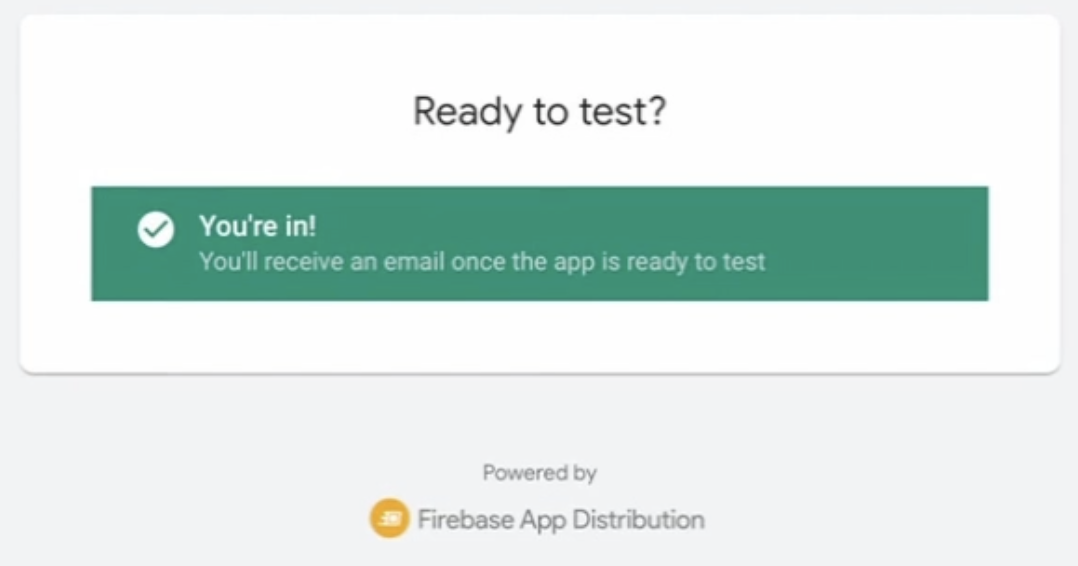 Ready to test?
You're in!
You'll receive an email once the app is ready to test
Powered by
Firebase App Distribution